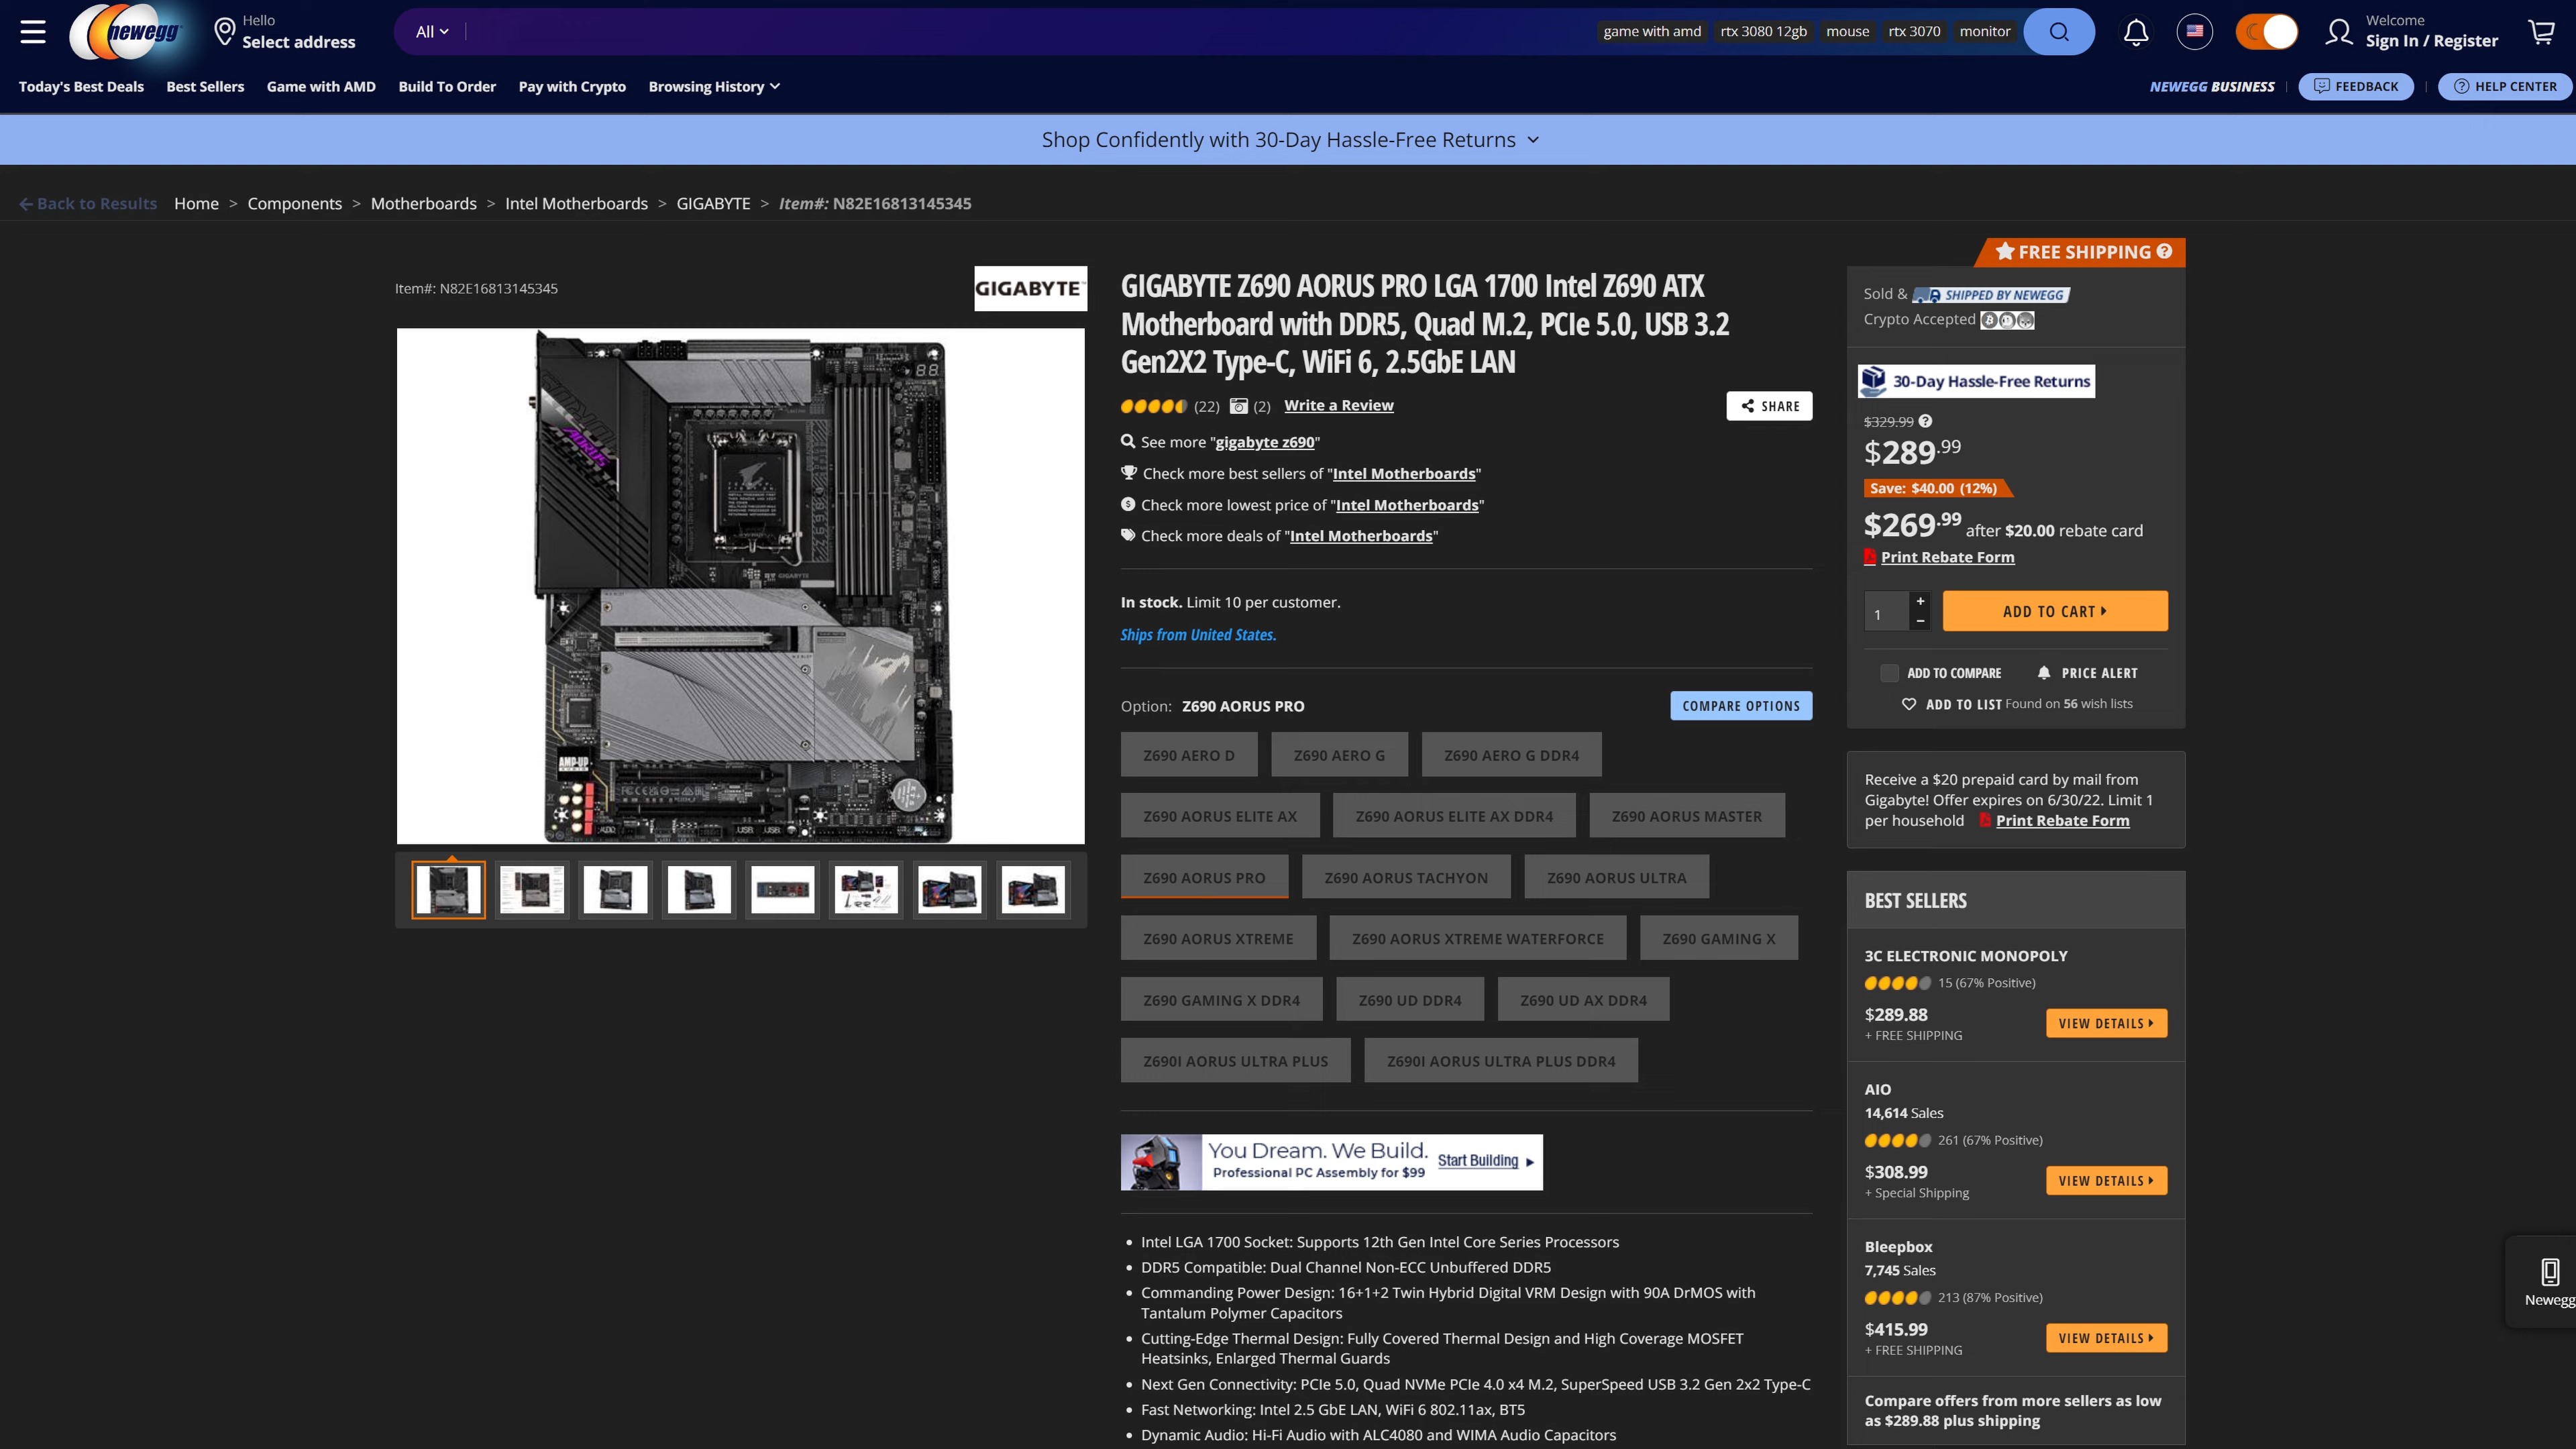 newegg
Hello
Select address
All
game with amd
rtx 3080 12gb
mouse
rtx 3070
monitor
Welcome
Sign In / Register
Today's Best Deals
Best Sellers
Game with AMD
Build To Order
Pay with Crypto
Browsing History
NEWEGG BUSINESS
FEEDBACK
HELP CENTER
Shop Confidently with 30-Day Hassle-Free Returns
Back to Results
Home > Components > Motherboards > Intel Motherboards > GIGABYTE > Item#: N82E16813145345
Item#: N82E16813145345
GIGABYTE™
AORUS
AMP-UP
GIGABYTE Z690 AORUS PRO LGA 1700 Intel Z690 ATX
Motherboard with DDR5, Quad M.2, PCIe 5.0, USB 3.2
Gen2X2 Type-C, WiFi 6, 2.5GbE LAN
(22) (2) Write a Review
SHARE
See more "gigabyte z690"
Check more best sellers of "Intel Motherboards"
Check more lowest price of "Intel Motherboards"
Check more deals of "Intel Motherboards"
In stock. Limit 10 per customer.
Ships from United States.
Option: Z690 AORUS PRO
COMPARE OPTIONS
Z690 AERO D
Z690 AERO G
Z690 AERO G DDR4
Z690 AORUS ELITE AX
Z690 AORUS ELITE AX DDR4
Z690 AORUS MASTER
Z690 AORUS PRO
Z690 AORUS TACHYON
Z690 AORUS ULTRA
Z690 AORUS XTREME
Z690 AORUS XTREME WATERFORCE
Z690 GAMING X
Z690 GAMING X DDR4
Z690 UD DDR4
Z690 UD AX DDR4
Z690I AORUS ULTRA PLUS
Z690I AORUS ULTRA PLUS DDR4
You Dream. We Build.
Professional PC Assembly for $99
Start Building
Intel LGA 1700 Socket: Supports 12th Gen Intel Core Series Processors
DDR5 Compatible: Dual Channel Non-ECC Unbuffered DDR5
Commanding Power Design: 16+1+2 Twin Hybrid Digital VRM Design with 90A DrMOS with
Tantalum Polymer Capacitors
Cutting-Edge Thermal Design: Fully Covered Thermal Design and High Coverage MOSFET
Heatsinks, Enlarged Thermal Guards
Next Gen Connectivity: PCIe 5.0, Quad NVMe PCIe 4.0 x4 M.2, SuperSpeed USB 3.2 Gen 2x2 Type-C
Fast Networking: Intel 2.5 GbE LAN, WiFi 6 802.11ax, BT5
Dynamic Audio: Hi-Fi Audio with ALC4080 and WIMA Audio Capacitors
FREE SHIPPING
Sold & SHIPPED BY NEWEGG
Crypto Accepted
30-Day Hassle-Free Returns
$329.99
$289.99
Save: $40.00 (12%)
$269.99 after $20.00 rebate card
Print Rebate Form
1
+
−
ADD TO CART
ADD TO COMPARE
PRICE ALERT
ADD TO LIST Found on 56 wish lists
Receive a $20 prepaid card by mail from
Gigabyte! Offer expires on 6/30/22. Limit 1
per household Print Rebate Form
BEST SELLERS
3C ELECTRONIC MONOPOLY
15 (67% Positive)
$289.88
+ FREE SHIPPING
VIEW DETAILS
AIO
14,614 Sales
261 (67% Positive)
$308.99
+ Special Shipping
VIEW DETAILS
Bleepbox
7,745 Sales
213 (87% Positive)
$415.99
+ FREE SHIPPING
VIEW DETAILS
Compare offers from more sellers as low
as $289.88 plus shipping
Newegg